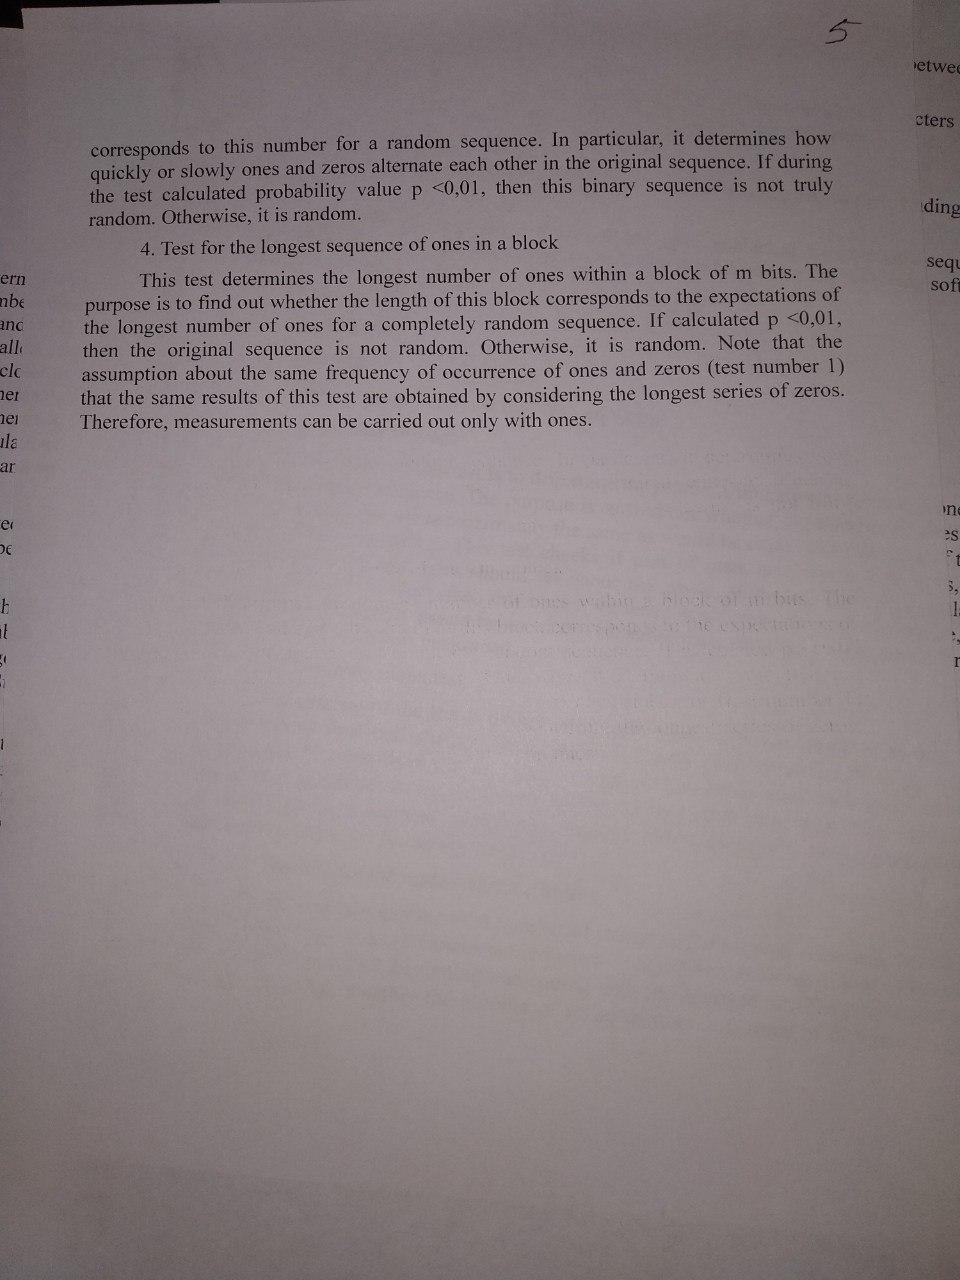 5
corresponds to this number for a random sequence. In particular, it determines how
quickly or slowly ones and zeros alternate each other in the original sequence. If during
the test calculated probability value p <0,01, then this binary sequence is not truly
random. Otherwise, it is random.
4. Test for the longest sequence of ones in a block
This test determines the longest number of ones within a block of m bits. The
purpose is to find out whether the length of this block corresponds to the expectations of
the longest number of ones for a completely random sequence. If calculated p <0,01,
then the original sequence is not random. Otherwise, it is random. Note that the
assumption about the same frequency of occurrence of ones and zeros (test number 1)
that the same results of this test are obtained by considering the longest series of zeros.
Therefore, measurements can be carried out only with ones.